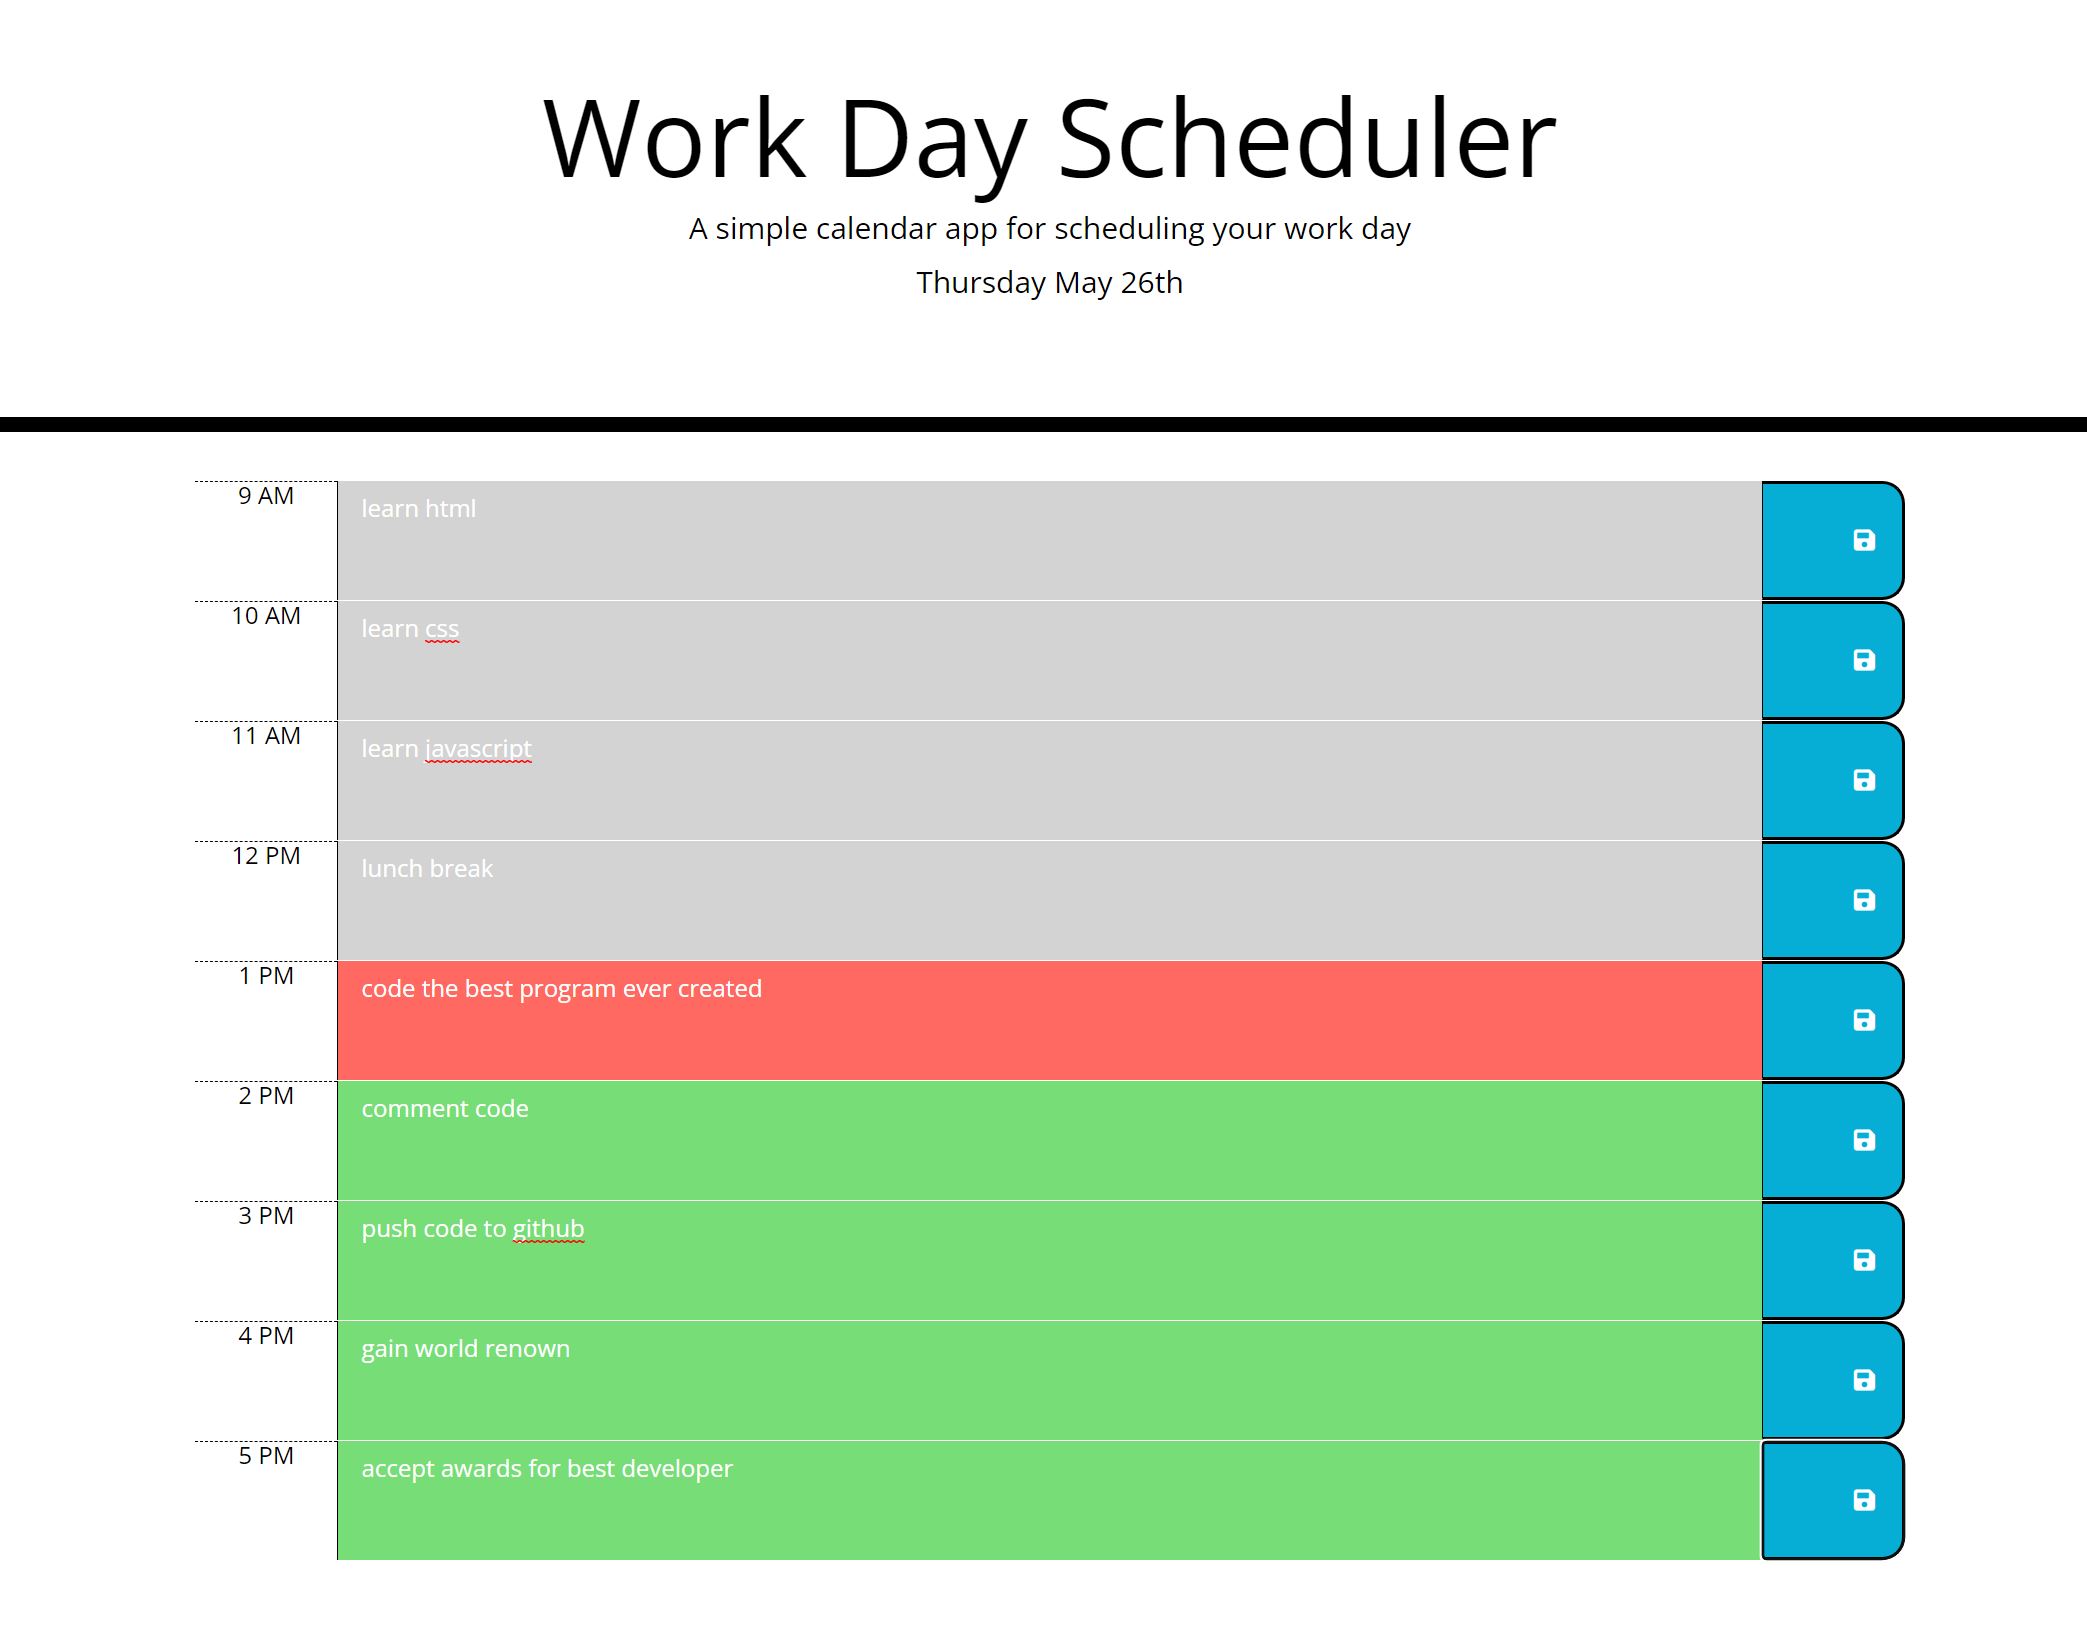 Work Day Scheduler
A simple calendar app for scheduling your work day
Thursday May 26th
9 AM learn html
10 AM learn css
11 AM learn javascript
12 PM lunch break
1 PM code the best program ever created
2 PM comment code
3 PM push code to github
4 PM gain world renown
5 PM accept awards for best developer